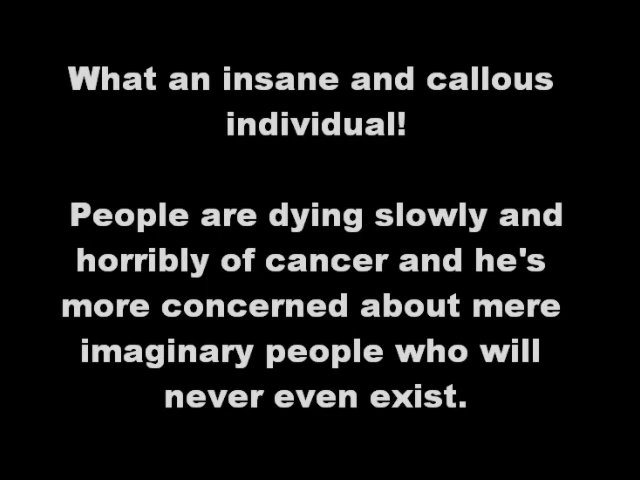 What an insane and callous
individual!
People are dying slowly and
horribly of cancer and he's
more concerned about mere
imaginary people who will
never even exist.